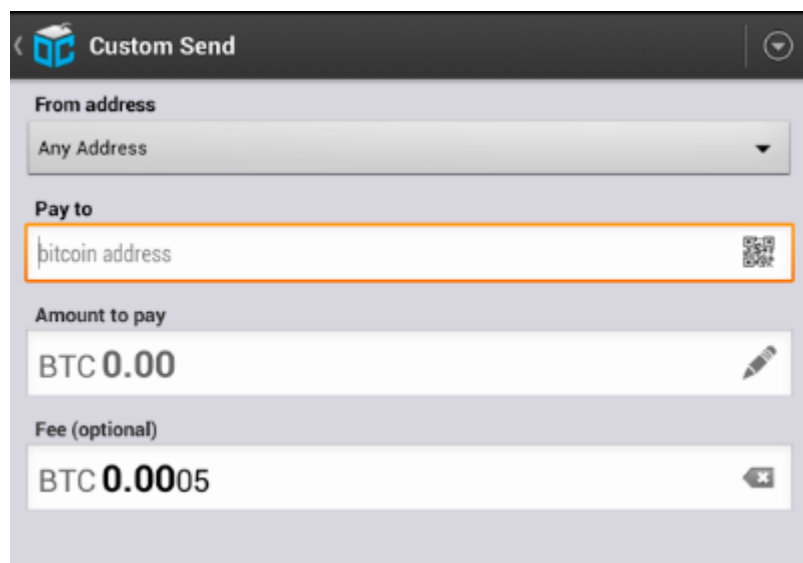 Custom Send
From address
Any Address
Pay to
bitcoin address
Amount to pay
BTC 0.00
Fee (optional)
BTC 0.0005